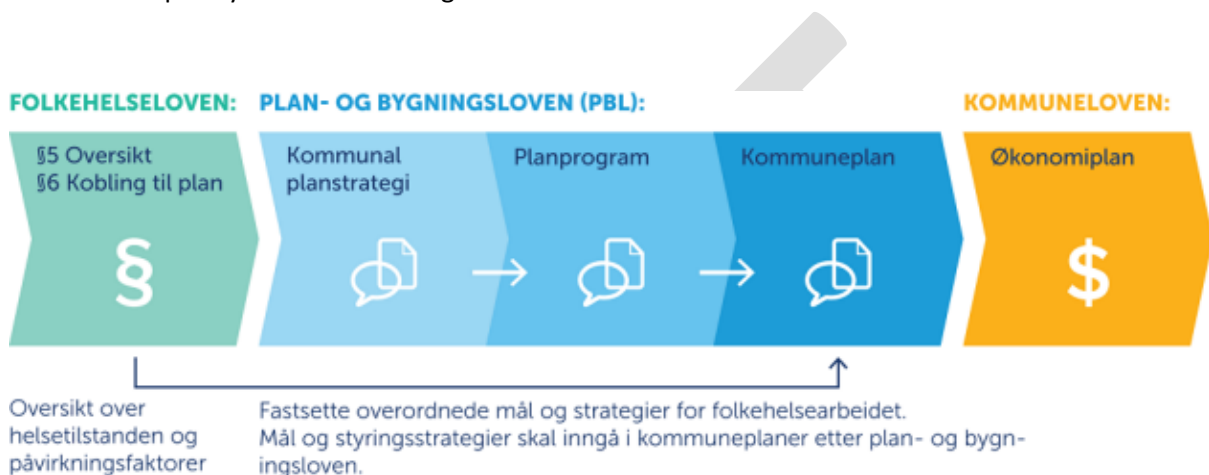 FOLKEHELSELOVEN:
PLAN- OG BYGNINGSLOVEN (PBL):
KOMMUNELOVEN:
§5 Oversikt
§6 Kobling til plan
§
Kommunal
planstrategi
Planprogram
Kommuneplan
Økonomiplan
$
Oversikt over
helsetilstanden og
påvirkningsfaktorer
Fastsette overordnede mål og strategier for folkehelsearbeidet.
Mål og styringsstrategier skal inngå i kommuneplaner etter plan- og bygn-
ingsloven.